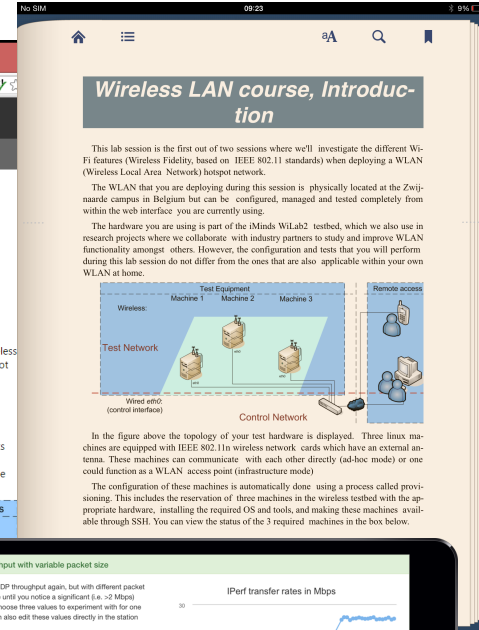 No SIM
09:23
9%
aA
Wireless LAN course, Introduc-
tion
This lab session is the first out of two sessions where we'll investigate the different Wi-
Fi features (Wireless Fidelity, based on IEEE 802.11 standards) when deploying a WLAN
(Wireless Local Area Network) hotspot network.
The WLAN that you are deploying during this session is physically located at the Zwij-
naarde campus in Belgium but can be configured, managed and tested completely from
within the web interface you are currently using.
The hardware you are using is part of the iMinds WiLab2 testbed, which we also use in
research projects where we collaborate with industry partners to study and improve WLAN
functionality amongst others. However, the configuration and tests that you will perform
during this lab session do not differ from the ones that are also applicable within your own
WLAN at home.
Test Equipment
Remote access
Machine 1 Machine 2 Machine 3
Wireless:
Test Network
eth0
eth0
eth0
Wired eth0:
(control interface)
Control Network
In the figure above the topology of your test hardware is displayed. Three linux ma-
chines are equipped with IEEE 802.11n wireless network cards which have an external an-
tenna. These machines can communicate with each other directly (ad-hoc mode) or one
could function as a WLAN access point (infrastructure mode)
The configuration of these machines is automatically done using a process called provi-
sioning. This includes the reservation of three machines in the wireless testbed with the ap-
propriate hardware, installing the required OS and tools, and making these machines avail-
able through SSH. You can view the status of the 3 required machines in the box below.
less
ot
s
e
s
hput with variable packet size
DP throughput again, but with different packet
until you notice a significant (i.e. >2 Mbps)
hoose three values to experiment with for one
also edit these values directly in the station
IPerf transfer rates in Mbps
30